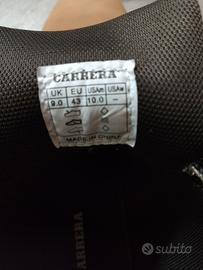 CARRERA
UK EU USAm USAw
9.0 43 10.0 –
MADE IN CHINA
CARRERA
subito